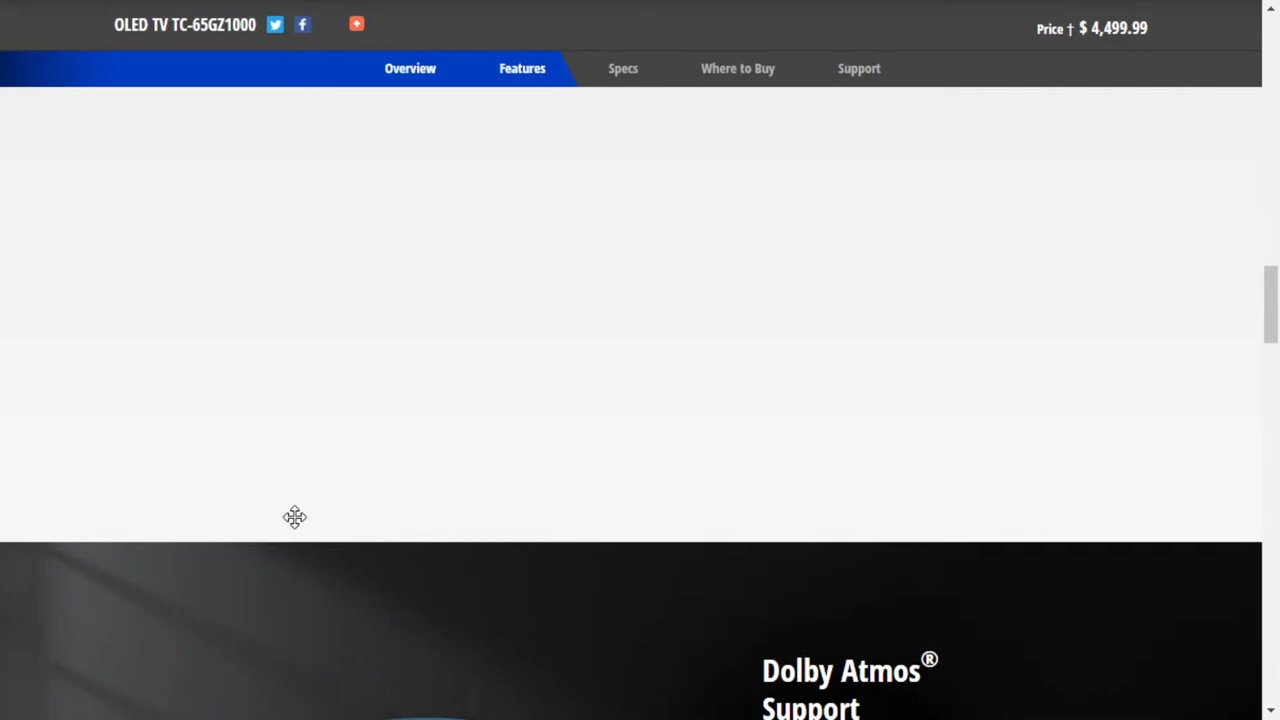 OLED TV TC-65GZ1000
Price † $ 4,499.99
Overview Features Specs Where to Buy Support
Dolby Atmos®
Support